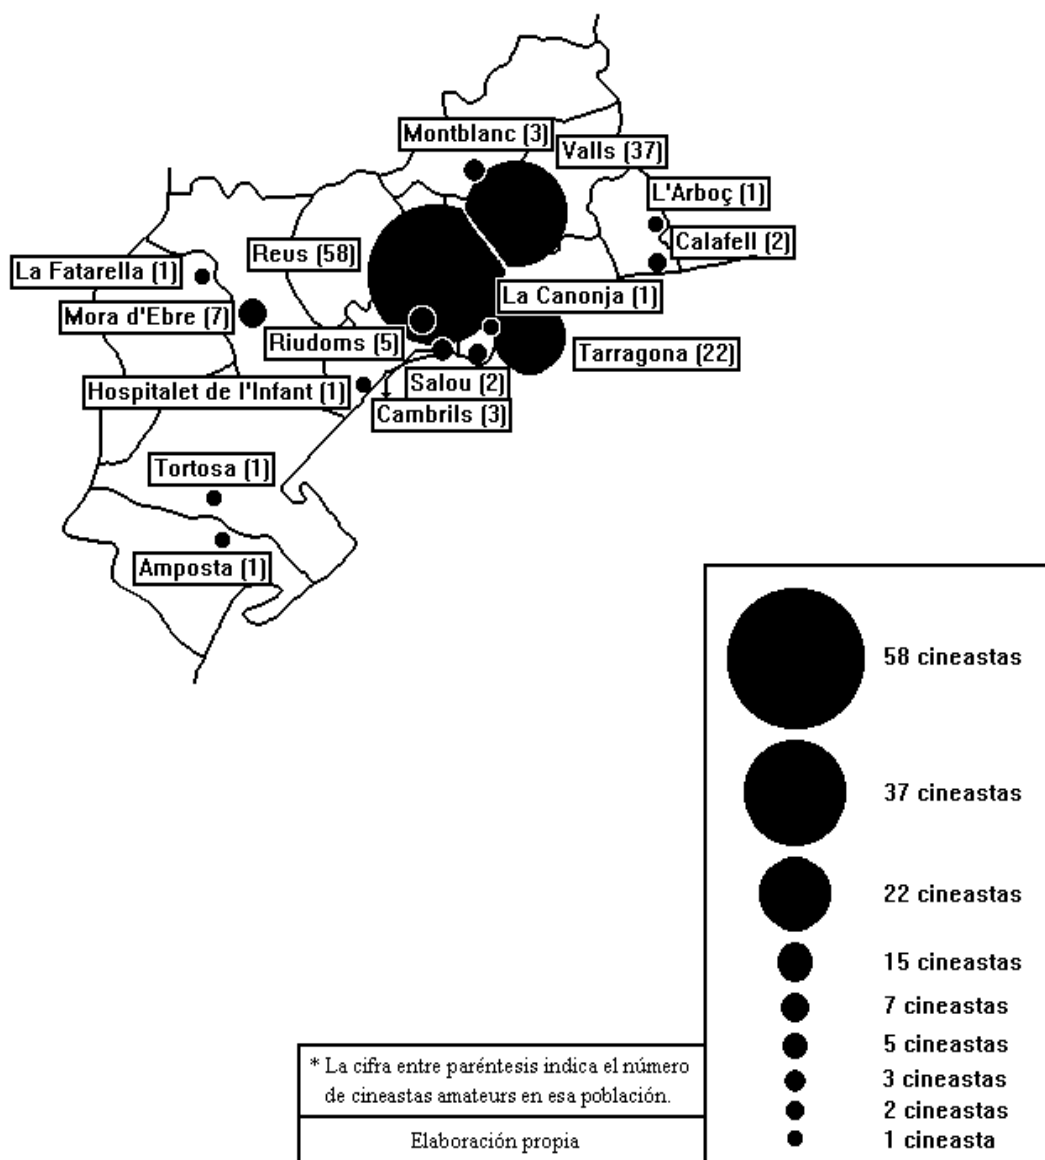 Montblanc (3)
Valls (37)
L'Arboç (1)
Calafell (2)
Reus (58)
La Fatarella (1)
La Canonja (1)
Mora d'Ebre (7)
Riudoms (5)
Tarragona (22)
Salou (2)
Hospitalet de l'Infant (1)
Cambrils (3)
Tortosa (1)
Amposta (1)
58 cineastas
37 cineastas
22 cineastas
15 cineastas
7 cineastas
5 cineastas
3 cineastas
2 cineastas
1 cineasta
* La cifra entre paréntesis indica el número
de cineastas amateurs en esa población.
Elaboración propia